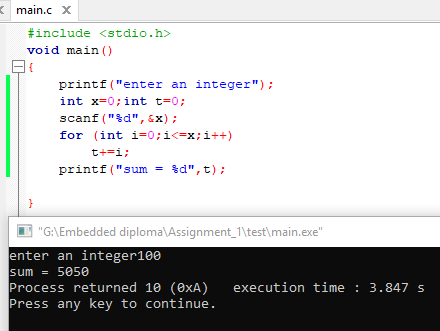 main.c X
#include <stdio.h>
void main()
{
printf("enter an integer");
int x=0;int t=0;
scanf("%d",&x);
for (int i=0;i<=x;i++)
t+=i;
printf("sum = %d",t);
}
"G:\Embedded diploma\Assignment_1\test\main.exe"
enter an integer100
sum = 5050
Process returned 10 (0xA)   execution time : 3.847 s
Press any key to continue.